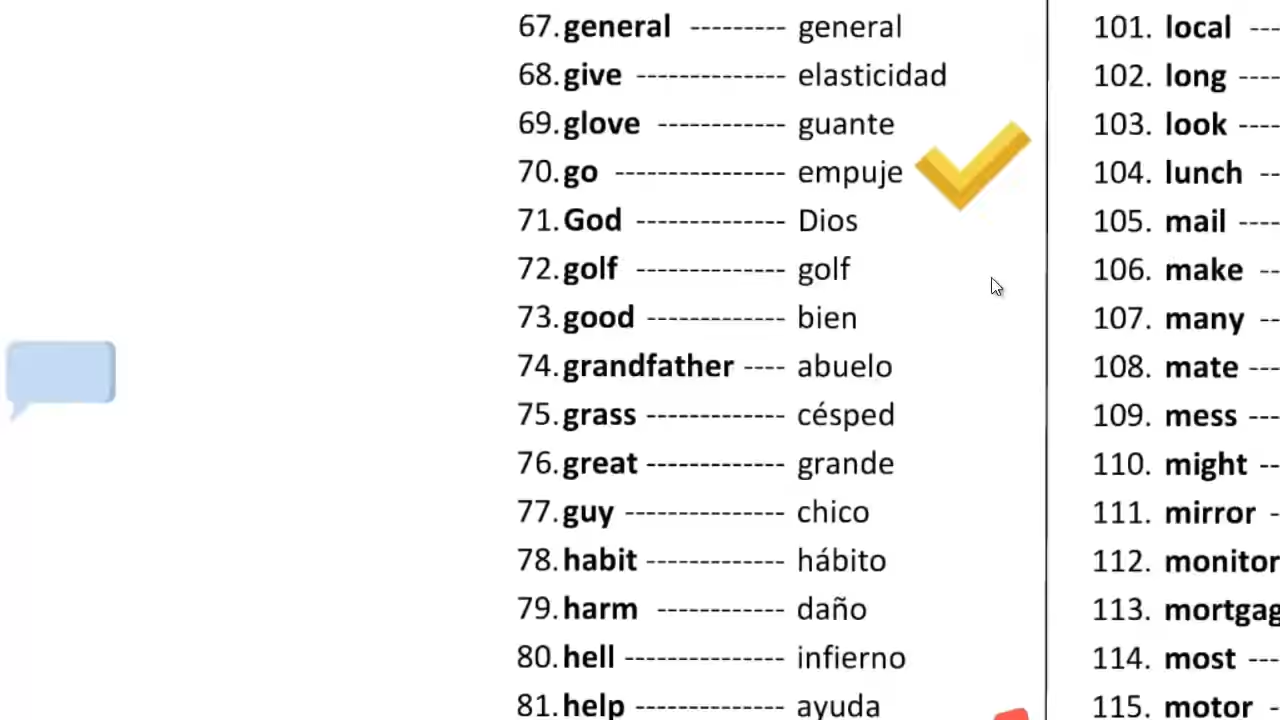 67. general --------- general
68. give -------------- elasticidad
69. glove ------------ guante
70. go ---------------- empuje
71. God -------------- Dios
72. golf -------------- golf
73. good ------------- bien
74. grandfather ---- abuelo
75. grass ------------- césped
76. great ------------- grande
77. guy --------------- chico
78. habit ------------- hábito
79. harm ------------ daño
80. hell --------------- infierno
81. help --------------- ayuda
101. local ---
102. long ----
103. look ----
104. lunch --
105. mail ----
106. make --
107. many --
108. mate ---
109. mess ---
110. might --
111. mirror -
112. monitor
113.
114. most ---
115. motor -